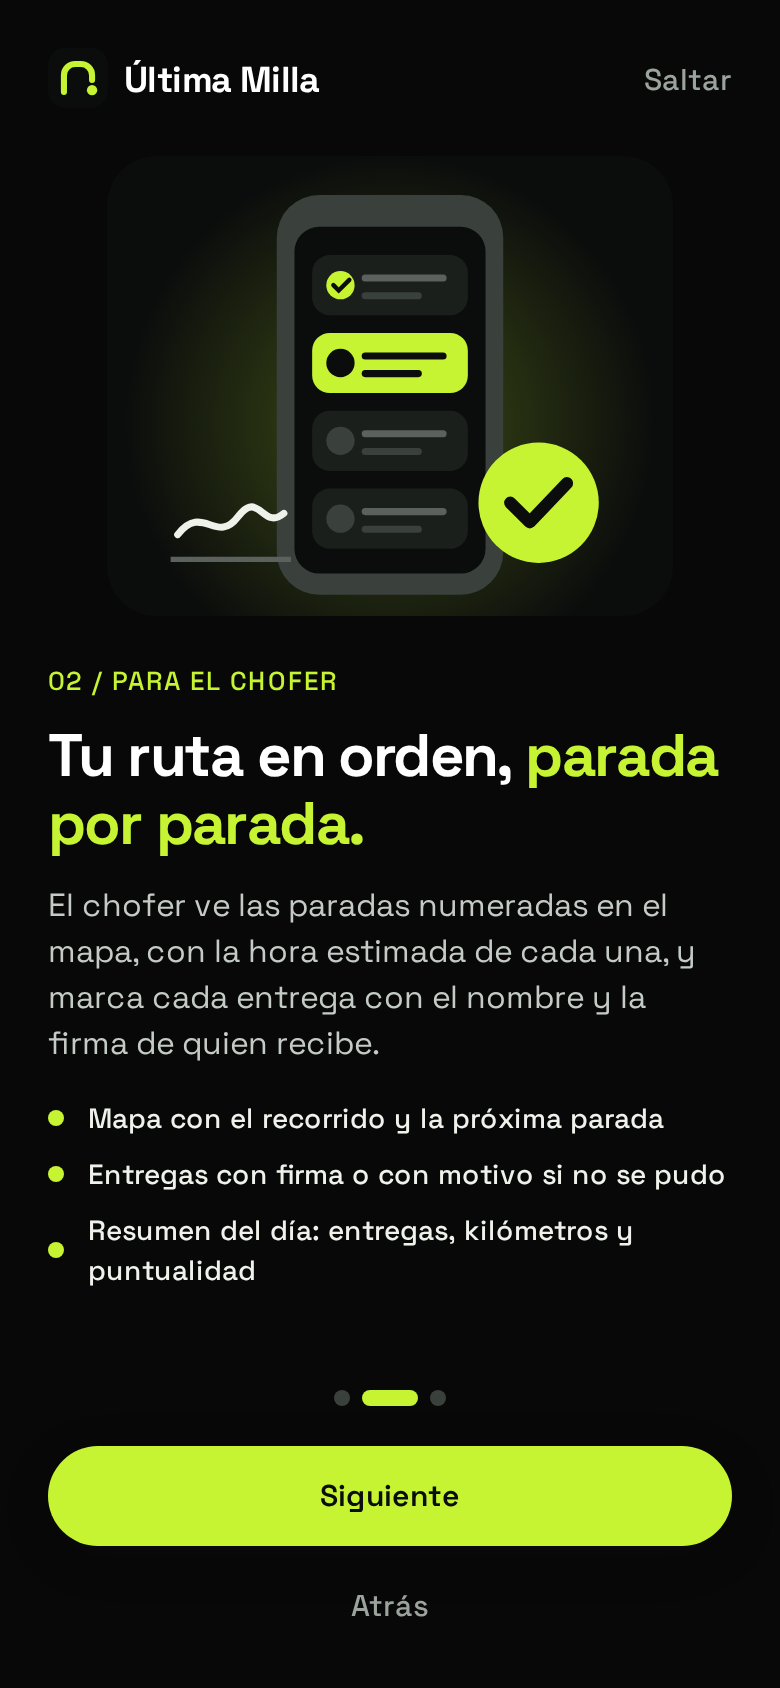 Última Milla
Saltar
02 / PARA EL CHOFER
Tu ruta en orden, parada
por parada.
El chofer ve las paradas numeradas en el
mapa, con la hora estimada de cada una, y
marca cada entrega con el nombre y la
firma de quien recibe.
Mapa con el recorrido y la próxima parada
Entregas con firma o con motivo si no se pudo
Resumen del día: entregas, kilómetros y
puntualidad
Siguiente
Atrás